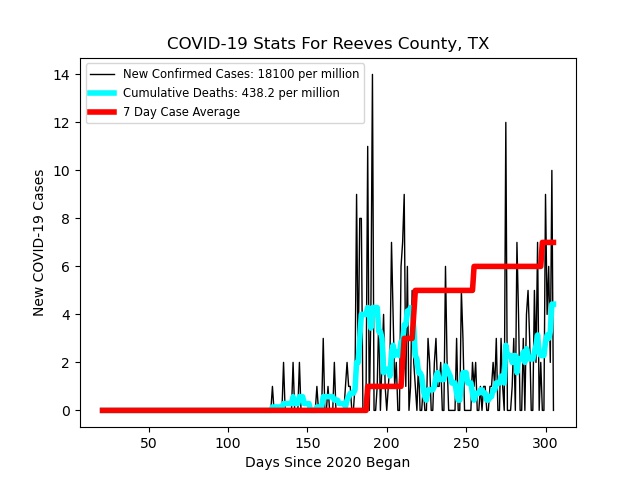 COVID-19 Stats For Reeves County, TX
New Confirmed Cases: 18100 per million
Cumulative Deaths: 438.2 per million
7 Day Case Average
New COVID-19 Cases
14
12
10
8
6
4
2
0
50 100 150 200 250 300
Days Since 2020 Began